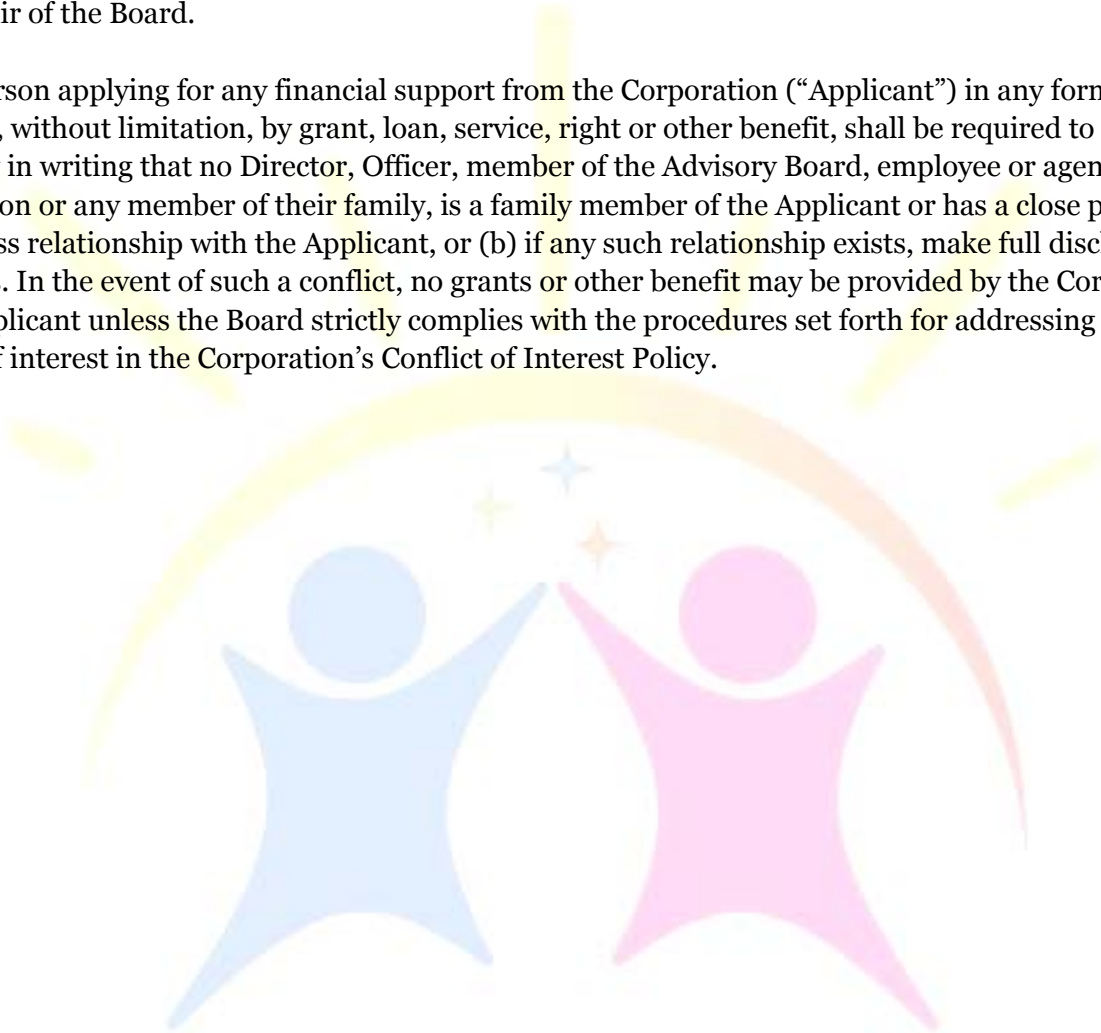 ir of the Board.
rson applying for any financial support from the Corporation (“Applicant”) in any form
, without limitation, by grant, loan, service, right or other benefit, shall be required to
in writing that no Director, Officer, member of the Advisory Board, employee or agen
on or any member of their family, is a family member of the Applicant or has a close p
ss relationship with the Applicant, or (b) if any such relationship exists, make full discl
. In the event of such a conflict, no grants or other benefit may be provided by the Cor
plicant unless the Board strictly complies with the procedures set forth for addressing
f interest in the Corporation’s Conflict of Interest Policy.